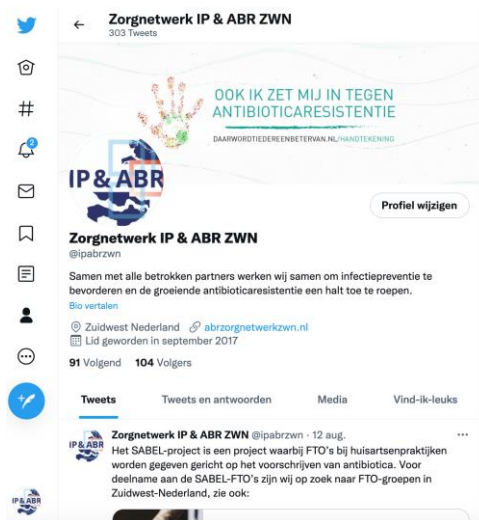 Zorgnetwerk IP & ABR ZWN
303 Tweets
OOK IK ZET MIJ IN TEGEN
ANTIBIOTICARESISTENTIE
DAARWORDTIEDEREENBETERVAN.NL/HANDTEKENING
IP & ABR
Profiel wijzigen
Zorgnetwerk IP & ABR ZWN
@ipabrzwn
Samen met alle betrokken partners werken wij samen om infectiepreventie te
bevorderen en de groeiende antibioticaresistentie een halt toe te roepen.
Bio vertalen
Zuidwest Nederland abrzorgnetwerkzwn.nl
Lid geworden in september 2017
91 Volgend 104 Volgers
Tweets Tweets en antwoorden Media Vind-ik-leuks
Zorgnetwerk IP & ABR ZWN @ipabrzwn · 12 aug. ...
IP & ABR
Het SABEL-project is een project waarbij FTO's bij huisartsenpraktijken
worden gegeven gericht op het voorschrijven van antibiotica. Voor
deelname aan de SABEL-FTO's zijn wij op zoek naar FTO-groepen in
Zuidwest-Nederland, zie ook:
2
IP & ABR